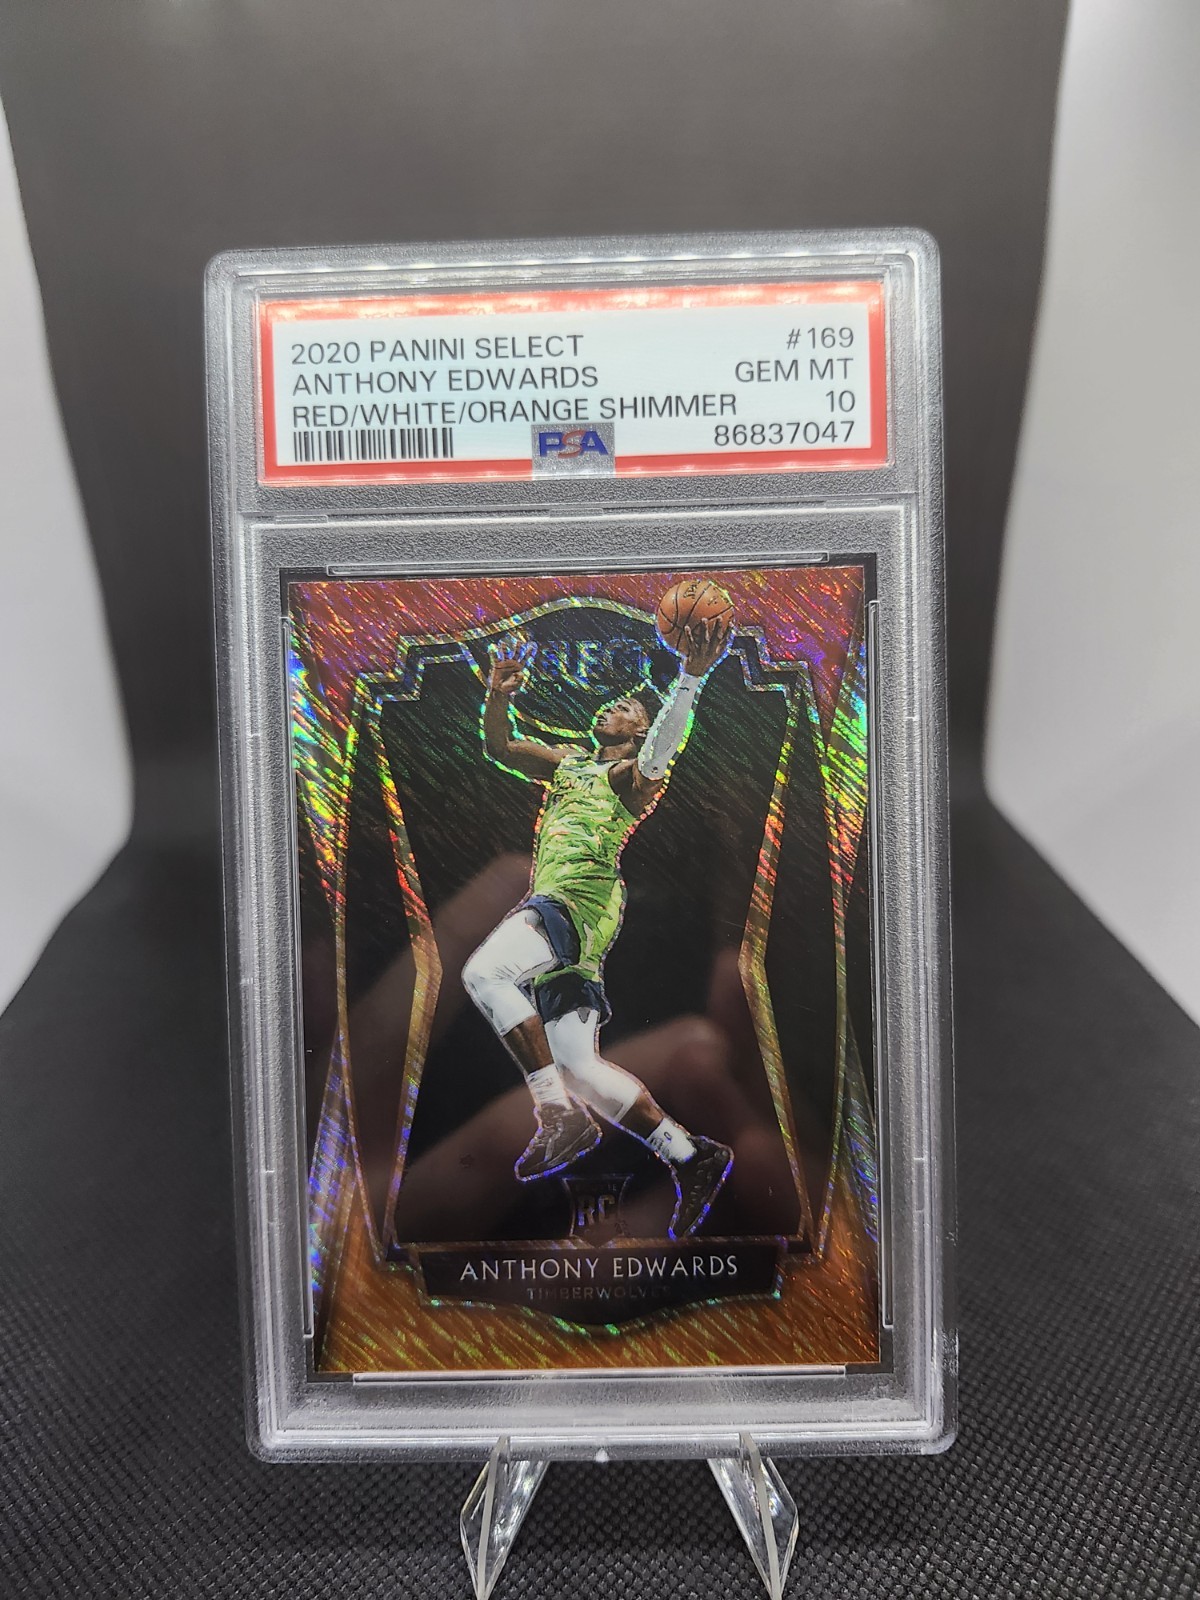 2020 PANINI SELECT #169
ANTHONY EDWARDS GEM MT
RED/WHITE/ORANGE SHIMMER 10
PSA 86837047
SELECT
RC
ANTHONY EDWARDS
TIMBERWOLVES